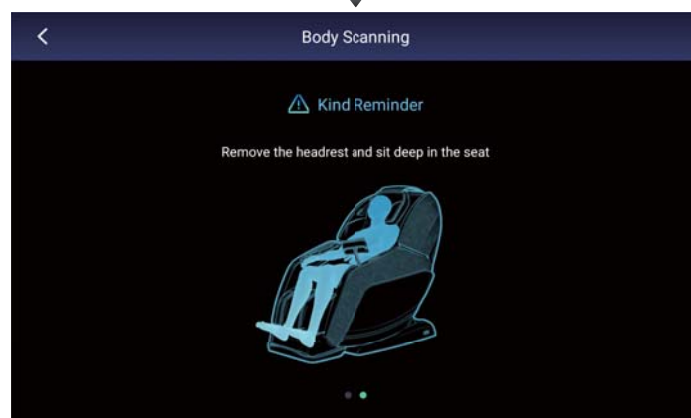 Body Scanning
Kind Reminder
Remove the headrest and sit deep in the seat